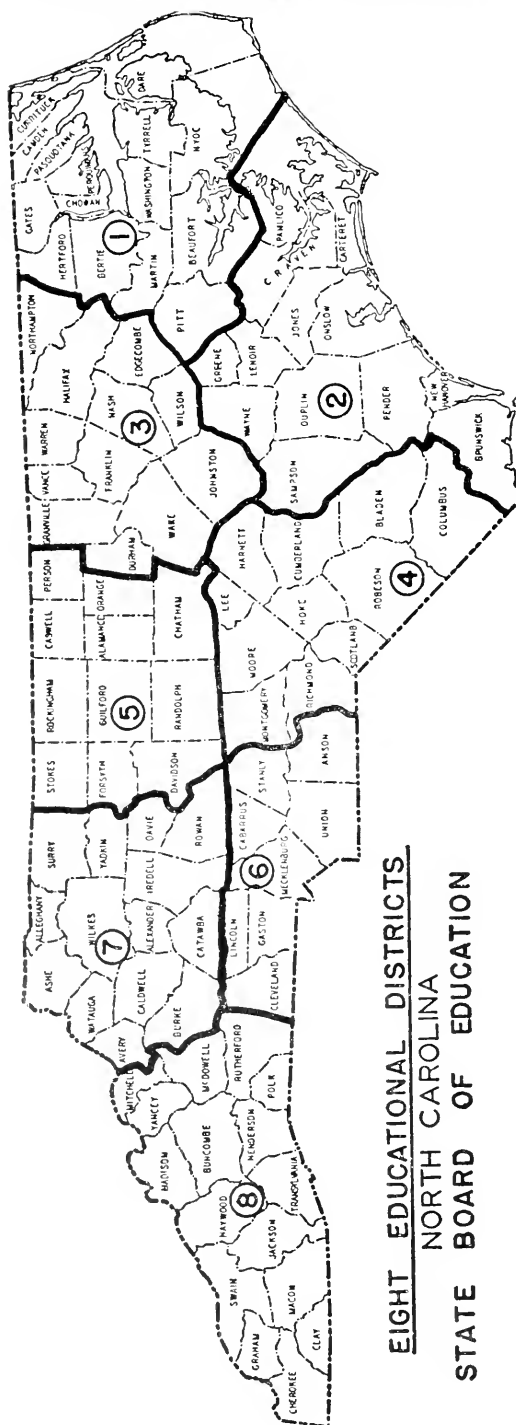 CURRITUCK
CAMDEN
PASQUOTANK
GATES
CHOWAN
HERTFORD
BERTIE
1
DARE
TYRRELL
WASHINGTON
HYDE
MARTIN
BEAUFORT
PITT
NORTHAMPTON
HALIFAX
WARREN
VANCE
GRANVILLE
EDGECOMBE
NASH
3
FRANKLIN
WILSON
WAKE
JOHNSTON
DURHAM
GREENE
LENOIR
CRAVEN
PAMLICO
CARTERET
JONES
ONSLOW
WAYNE
DUPLIN
2
SAMPSON
PENDER
NEW HANOVER
BRUNSWICK
PERSON
CASWELL
ROCKINGHAM
STOKES
ORANGE
ALAMANCE
GUILFORD
FORSYTH
5
CHATHAM
RANDOLPH
DAVIDSON
HARNETT
LEE
CUMBERLAND
BLADEN
COLUMBUS
HOKE
ROBESON
4
MOORE
SCOTLAND
MONTGOMERY
RICHMOND
SURRY
YADKIN
DAVIE
ROWAN
ALLEGHANY
WILKES
IREDELL
ASHE
7
ALEXANDER
CATAWBA
WATAUGA
CALDWELL
AVERY
BURKE
STANLY
ANSON
CABARRUS
6
UNION
MECKLENBURG
LINCOLN
GASTON
CLEVELAND
MITCHELL
YANCEY
MCDOWELL
RUTHERFORD
POLK
MADISON
BUNCOMBE
HENDERSON
HAYWOOD
8
TRANSYLVANIA
JACKSON
SWAIN
MACON
GRAHAM
CLAY
CHEROKEE
EIGHT EDUCATIONAL DISTRICTS
NORTH CAROLINA
STATE BOARD OF EDUCATION